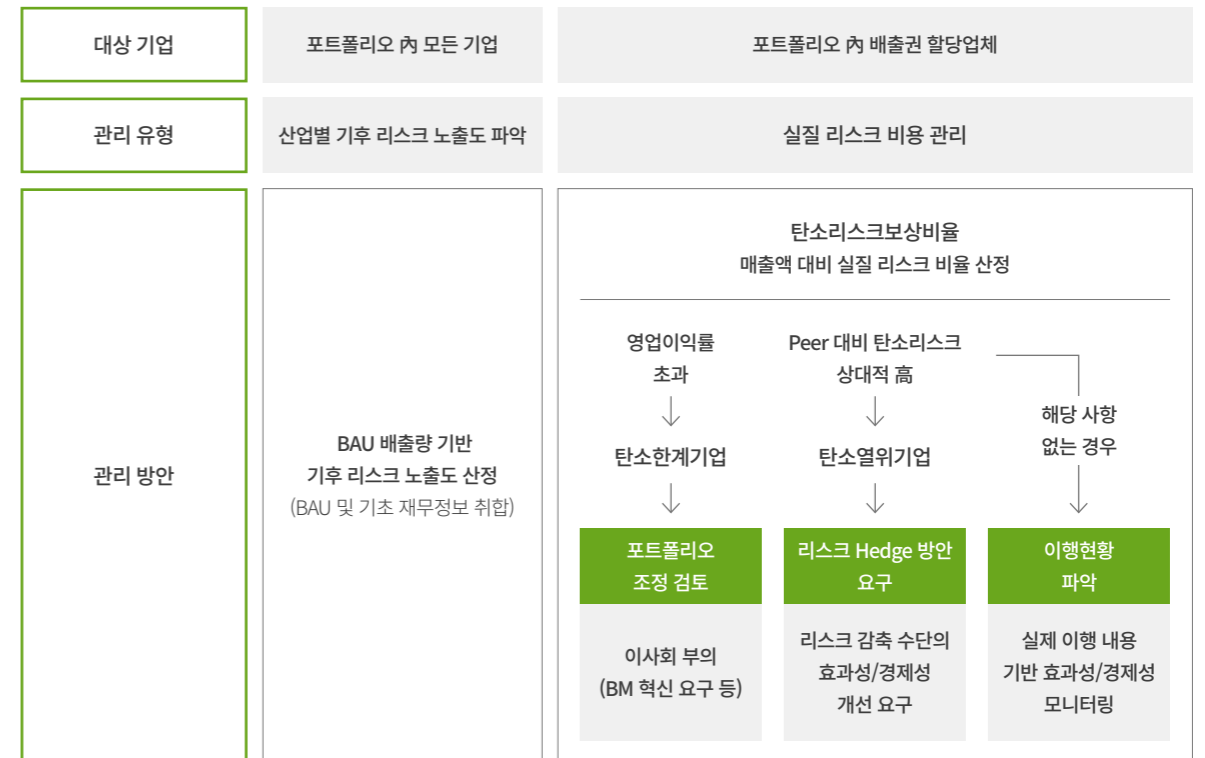 대상 기업
포트폴리오 內 모든 기업
포트폴리오 內 배출권 할당업체
관리 유형
산업별 기후 리스크 노출도 파악
실질 리스크 비용 관리
관리 방안
BAU 배출량 기반
기후 리스크 노출도 산정
(BAU 및 기초 재무정보 취합)
탄소리스크보상비율
매출액 대비 실질 리스크 비율 산정
영업이익률
초과
탄소한계기업
포트폴리오
조정 검토
이사회 부의
(BM 혁신 요구 등)
Peer 대비 탄소리스크
상대적 高
탄소열위기업
리스크 Hedge 방안
요구
리스크 감축 수단의
효과성/경제성
개선 요구
해당 사항
없는 경우
이행현황
파악
실제 이행 내용
기반 효과성/경제성
모니터링